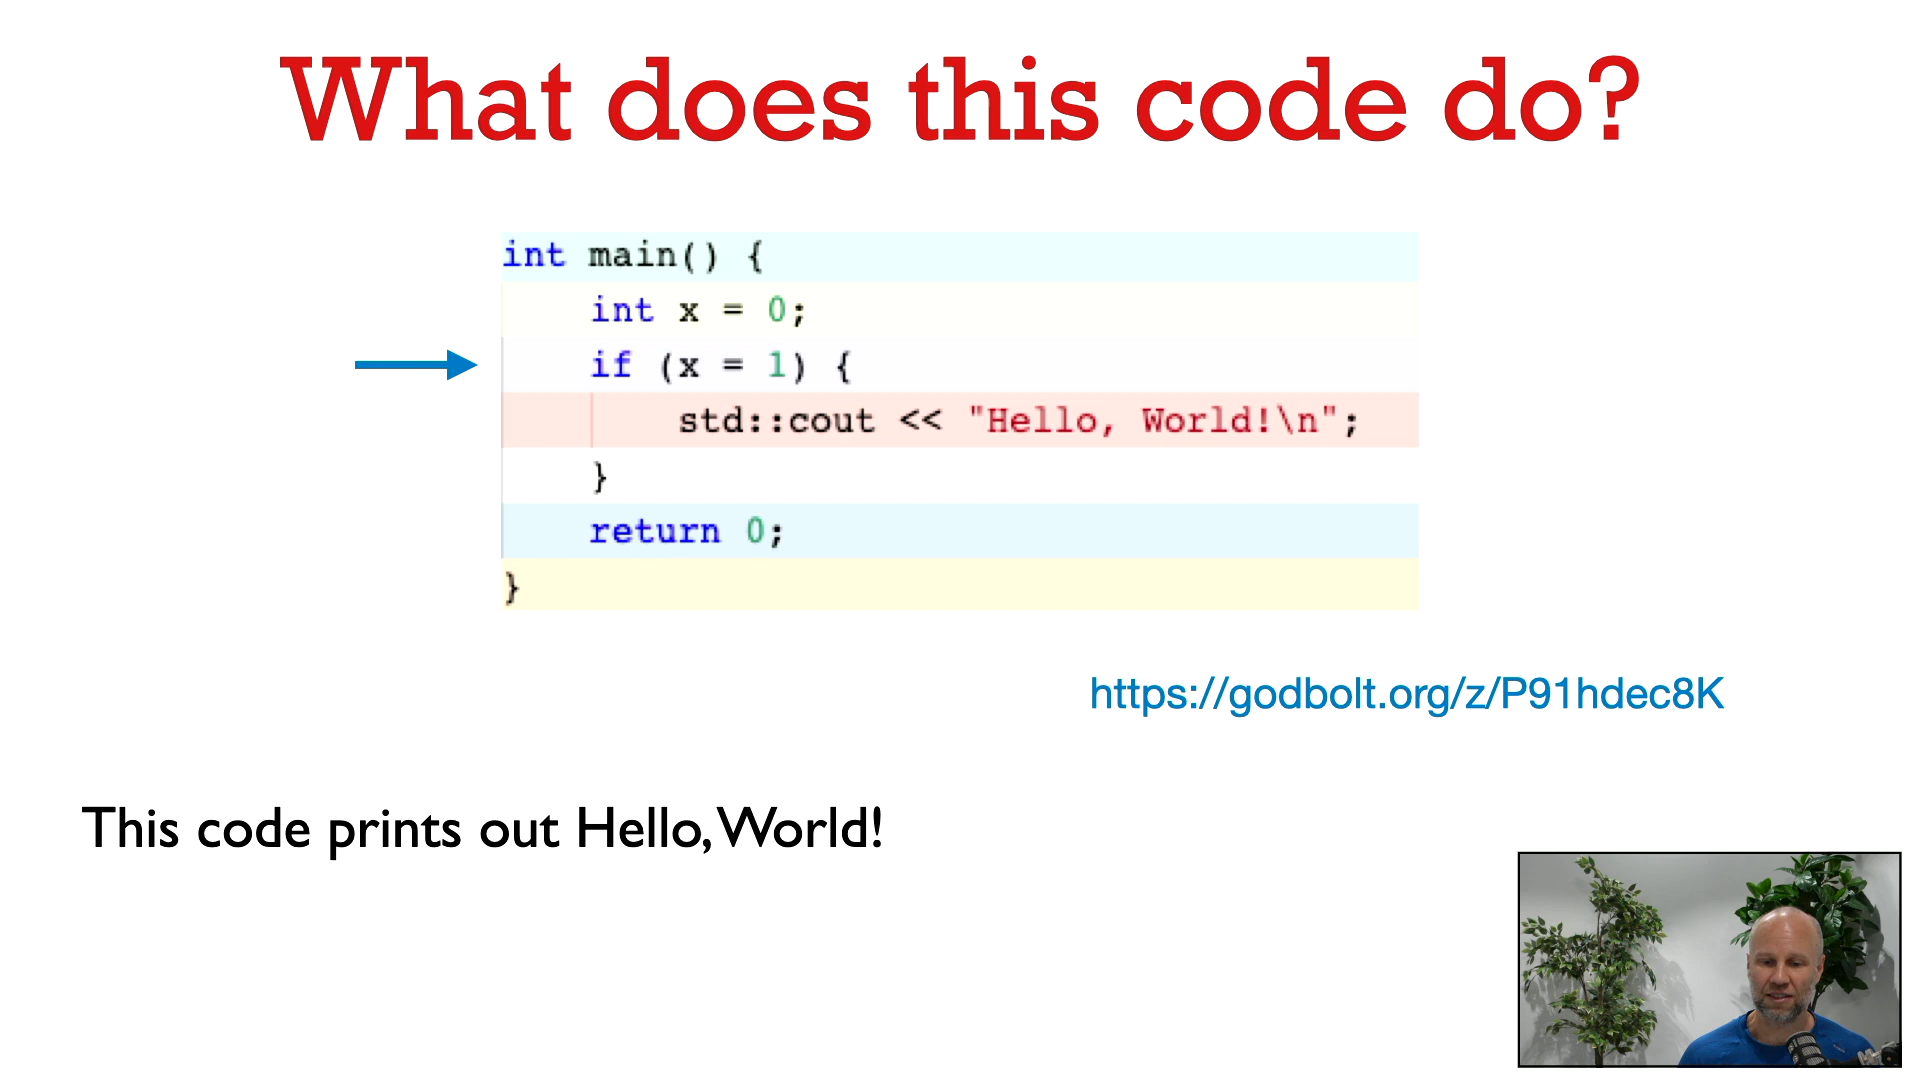 What does this code do?
int main() {
    int x = 0;
    if (x = 1) {
        std::cout << "Hello, World!\n";
    }
    return 0;
}
https://godbolt.org/z/P91hdec8K
This code prints out Hello, World!